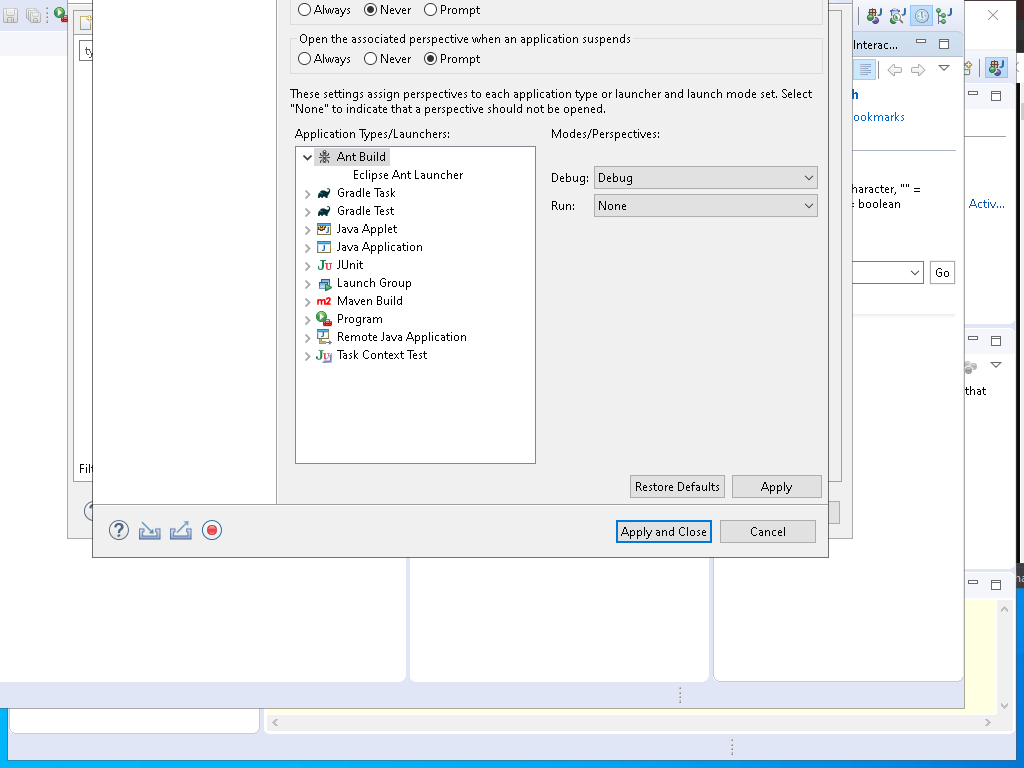 Always Never Prompt
Open the associated perspective when an application suspends
Always Never Prompt
These settings assign perspectives to each application type or launcher and launch mode set. Select
"None" to indicate that a perspective should not be opened.
Application Types/Launchers:
Modes/Perspectives:
Ant Build
Eclipse Ant Launcher
Gradle Task
Gradle Test
Java Applet
Java Application
JUnit
Launch Group
Maven Build
Program
Remote Java Application
Task Context Test
Debug: Debug
Run: None
Restore Defaults Apply
Apply and Close Cancel
Interac...
ookmarks
haracter, "" =
= boolean
Activ...
Go
that